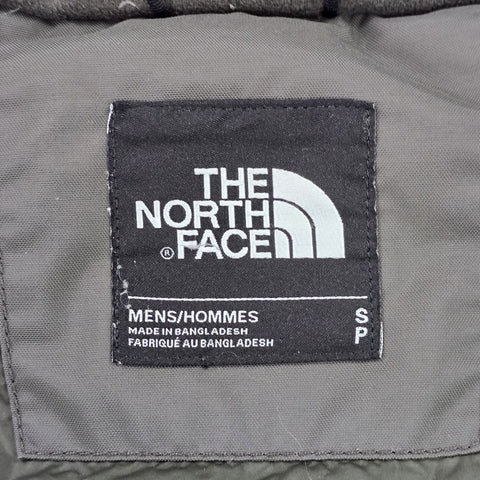 THE
NORTH
FACE
®
MENS/HOMMES S
MADE IN BANGLADESH P
FABRIQUÉ AU BANGLADESH